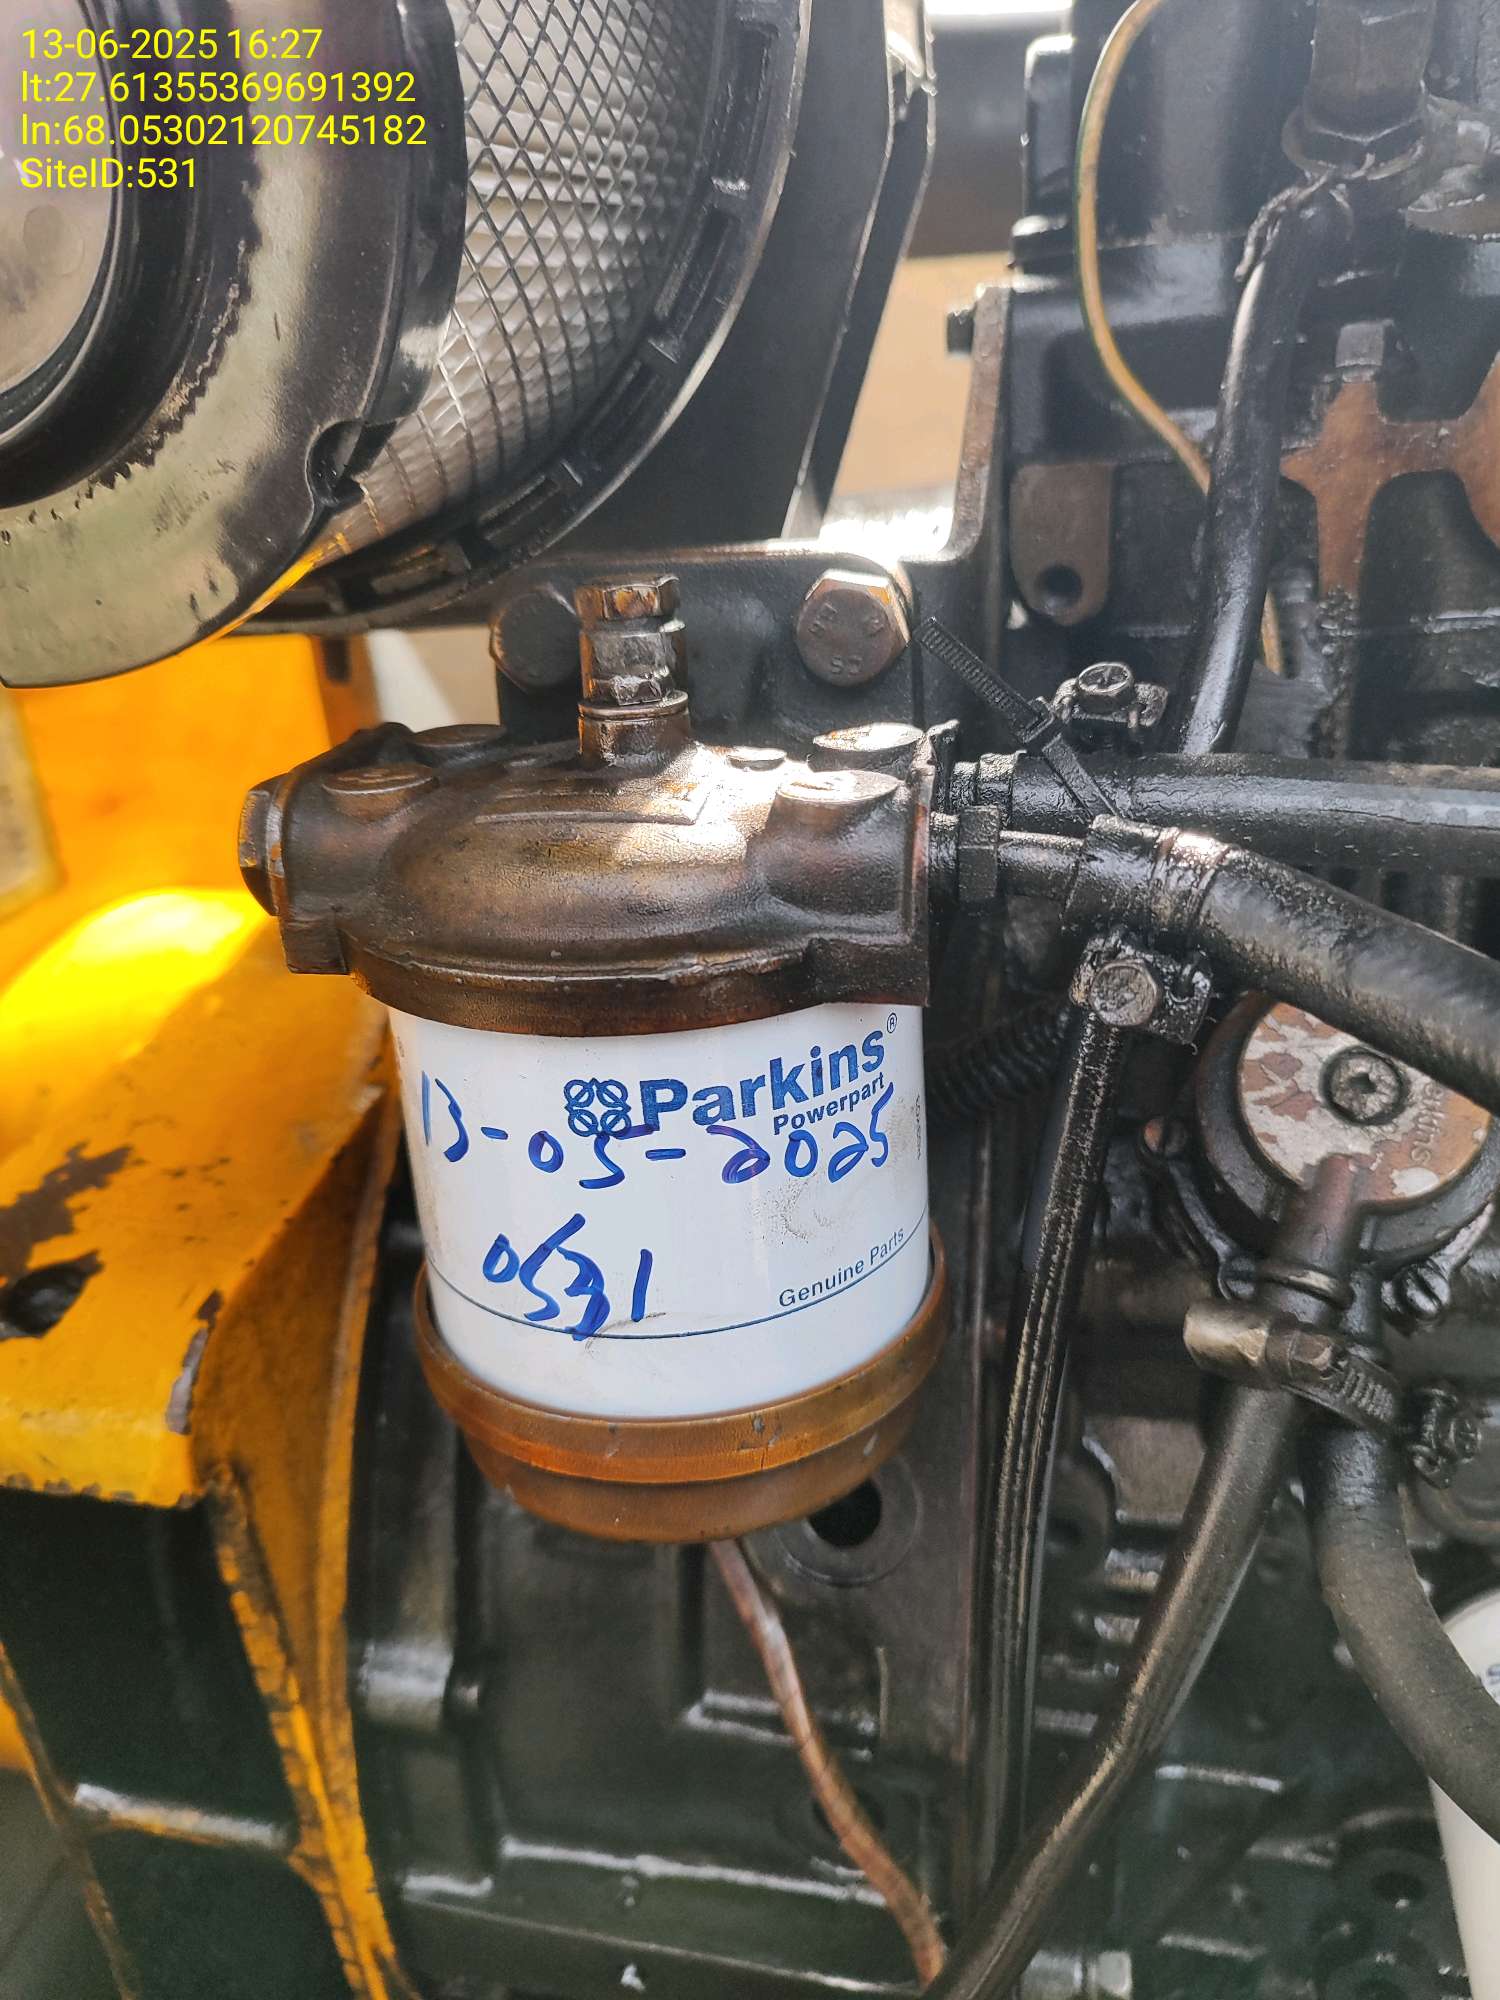 13-06-2025 16:27
lt:27.61355369691392
ln:68.05302120745182
SiteID:531
Parkins®
Powerpart
13-05-2025
0531
Genuine Parts